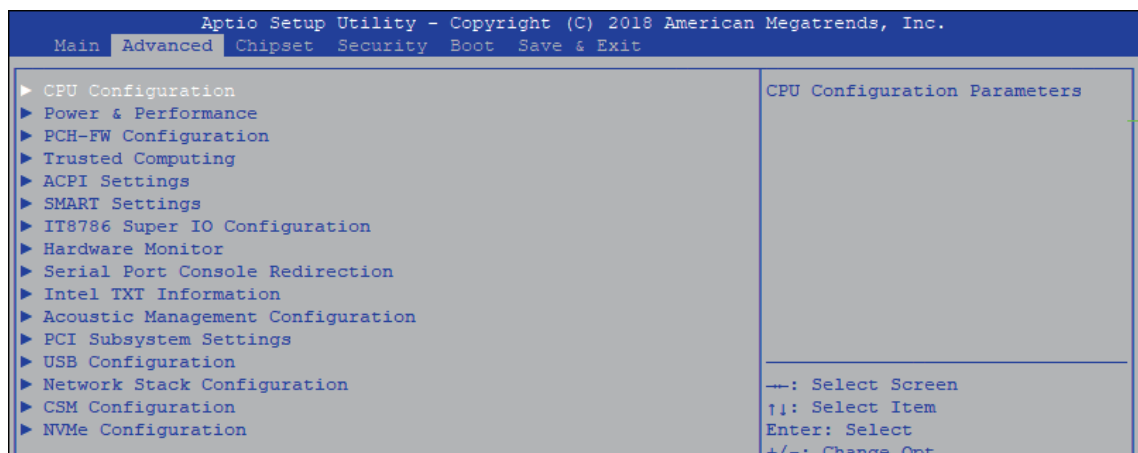 Aptio Setup Utility - Copyright (C) 2018 American Megatrends, Inc.
Main Advanced Chipset Security Boot Save & Exit
► CPU Configuration
► Power & Performance
► PCH-FW Configuration
► Trusted Computing
► ACPI Settings
► SMART Settings
► IT8786 Super IO Configuration
► Hardware Monitor
► Serial Port Console Redirection
► Intel TXT Information
► Acoustic Management Configuration
► PCI Subsystem Settings
► USB Configuration
► Network Stack Configuration
► CSM Configuration
► NVMe Configuration
CPU Configuration Parameters
→←: Select Screen
↑↓: Select Item
Enter: Select
+/-: Change Opt